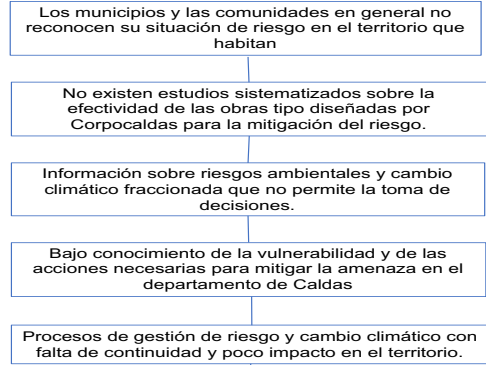 Los municipios y las comunidades en general no
reconocen su situación de riesgo en el territorio que
habitan
No existen estudios sistematizados sobre la
efectividad de las obras tipo diseñadas por
Corpocaldas para la mitigación del riesgo.
Información sobre riesgos ambientales y cambio
climático fraccionada que no permite la toma de
decisiones.
Bajo conocimiento de la vulnerabilidad y de las
acciones necesarias para mitigar la amenaza en el
departamento de Caldas
Procesos de gestión de riesgo y cambio climático con
falta de continuidad y poco impacto en el territorio.